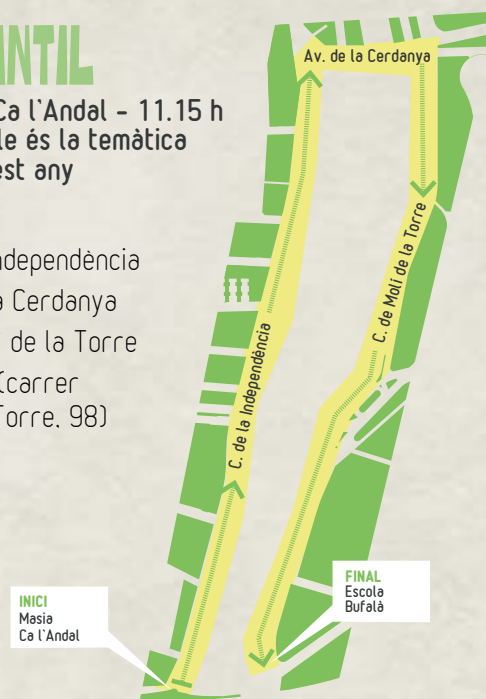 NTIL
Ca l'Andal - 11.15 h
le és la temàtica
est any
ndependència
a Cerdanya
de la Torre
(carrer
Torre, 98)
Av. de la Cerdanya
C. de Molí de la Torre
C. de la Independència
INICI
Masia
Ca l'Andal
FINAL
Escola
Bufalà